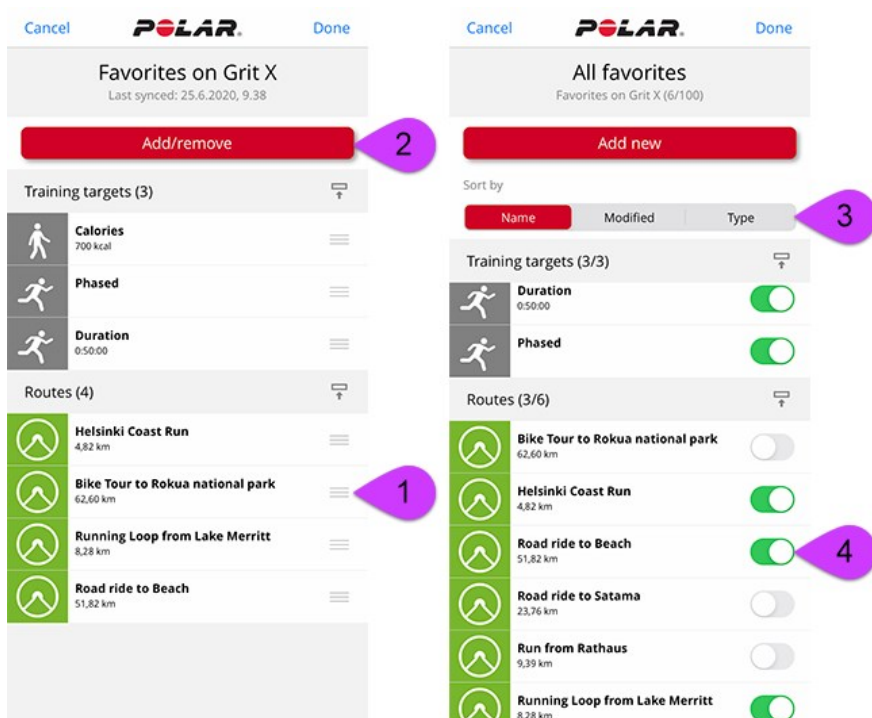 Cancel POLAR. Done
Favorites on Grit X
Last synced: 25.6.2020, 9.38
Add/remove
2
Training targets (3)
Calories
700 kcal
Phased
Duration
0:50:00
Routes (4)
Helsinki Coast Run
4,82 km
Bike Tour to Rokua national park
62,60 km
1
Running Loop from Lake Merritt
8,28 km
Road ride to Beach
51,82 km
Cancel POLAR. Done
All favorites
Favorites on Grit X (6/100)
Add new
Sort by
Name Modified Type
3
Training targets (3/3)
Duration
0:50:00
Phased
Routes (3/6)
Bike Tour to Rokua national park
62,60 km
Helsinki Coast Run
4,82 km
Road ride to Beach
51,82 km
4
Road ride to Satama
23,76 km
Run from Rathaus
9,39 km
Running Loop from Lake Merritt
8,28 km